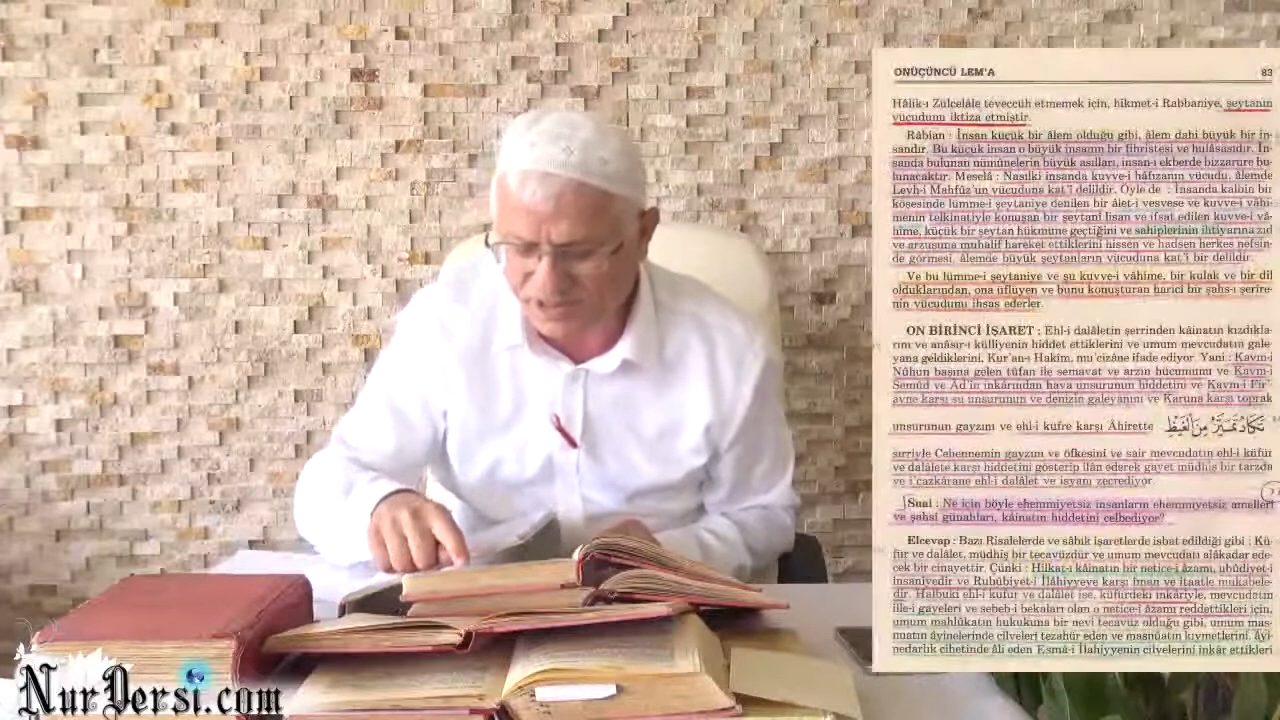 ONÜÇÜNCÜ LEM'A 83
Hâlik-ı Zülcelâle teveccüh etmemek için, hikmet-i Rabbaniye, şeytanın
vücudunu iktiza etmiştir.
Râbian : İnsan küçük bir âlem olduğu gibi, âlem dahi büyük bir in-
sandır. Bu küçük insan o büyük insanın bir fihristesi ve hulâsasıdır. İn-
sanda bulunan nümûnelerin büyük asılları, insan-ı ekberde bizzarure bu-
lunacaktır. Meselâ : Nasılki insanda kuvve-i hâfızanın vücudu, âlemde
Levh-i Mahfûz'un vücuduna kat'î delildir. Öyle de : İnsanda kalbin bir
köşesinde lümme-i şeytaniye denilen bir âlet-i vesvese ve kuvve-i vâhi-
menin telkinatiyle konuşan bir şeytanî lisan ve ifsat edilen kuvve-i vâ-
hime, küçük bir şeytan hükmüne geçtiğini ve sahiplerinin ihtiyarına zıd
ve arzusuna muhalif hareket ettiklerini hissen ve hadsen herkes nefsin-
de görmesi, âlemde büyük şeytanların vücuduna kat'î bir delildir.
Ve bu lümme-i şeytaniye ve şu kuvve-i vâhime, bir kulak ve bir dil
olduklarından, ona üflüyen ve bunu konuşturan haricî bir şahs-ı şerire-
nin vücudunu ihsas ederler.
ON BİRİNCİ İŞARET : Ehl-i dalâletin şerrinden kâinatın kızdıkla-
rını ve anâsır-ı külliyenin hiddet ettiklerini ve umum mevcudatın gale-
yana geldiklerini, Kur'an-ı Hakîm, mu'cizâne ifade ediyor. Yani : Kavm-i
Nûhun başına gelen tûfan ile semavat ve arzın hücumunu ve Kavm-i
Semûd ve Âd'in inkârından hava unsurunun hiddetini ve Kavm-i Fir'-
avne karşı su unsurunun ve denizin galeyanını ve Karuna karşı toprak
unsurunun gayzını ve ehl-i küfre karşı Âhirette تَكَادُ تَمَيَّزُ مِنَ الْغَيْظِ
sırriyle Cehennemin gayzını ve öfkesini ve sair mevcudatın ehl-i küfür
ve dalâlete karşı hiddetini gösterip ilân ederek gayet müdhiş bir tarzda
ve i'cazkârane ehl-i dalâlet ve isyanı zecrediyor.
Sual : Ne için böyle ehemmiyetsiz insanların ehemmiyetsiz amelleri
ve şahsî günahları, kâinatın hiddetini celbediyor?
Elcevap : Bazı Risalelerde ve sâbık işaretlerde isbat edildiği gibi : Kü-
für ve dalâlet, müdhiş bir tecavüzdür ve umum mevcudatı alâkadar ede-
cek bir cinayettir. Çünki : Hilkat-ı kâinatın bir netice-i âzamı, ubûdiyet-i
insaniyedir ve Rubûbiyet-i İlâhiyyeye karşı iman ve itaatle mukabele-
dir. Halbuki ehl-i küfür ve dalâlet ise, küfürdeki inkâriyle, mevcudatın
ille-i gayeleri ve sebeb-i bekaları olan o netice-i âzamı reddettikleri için,
umum mahlûkatın hukukuna bir nevi tecavüz olduğu gibi, umum mas-
nuatın âyinelerinde cilveleri tezahür eden ve masnuatın kıymetlerini, âyi-
nedarlık cihetinde âli eden Esmâ-i İlahiyyenin cilvelerini inkâr ettikleri
NurDersi.com